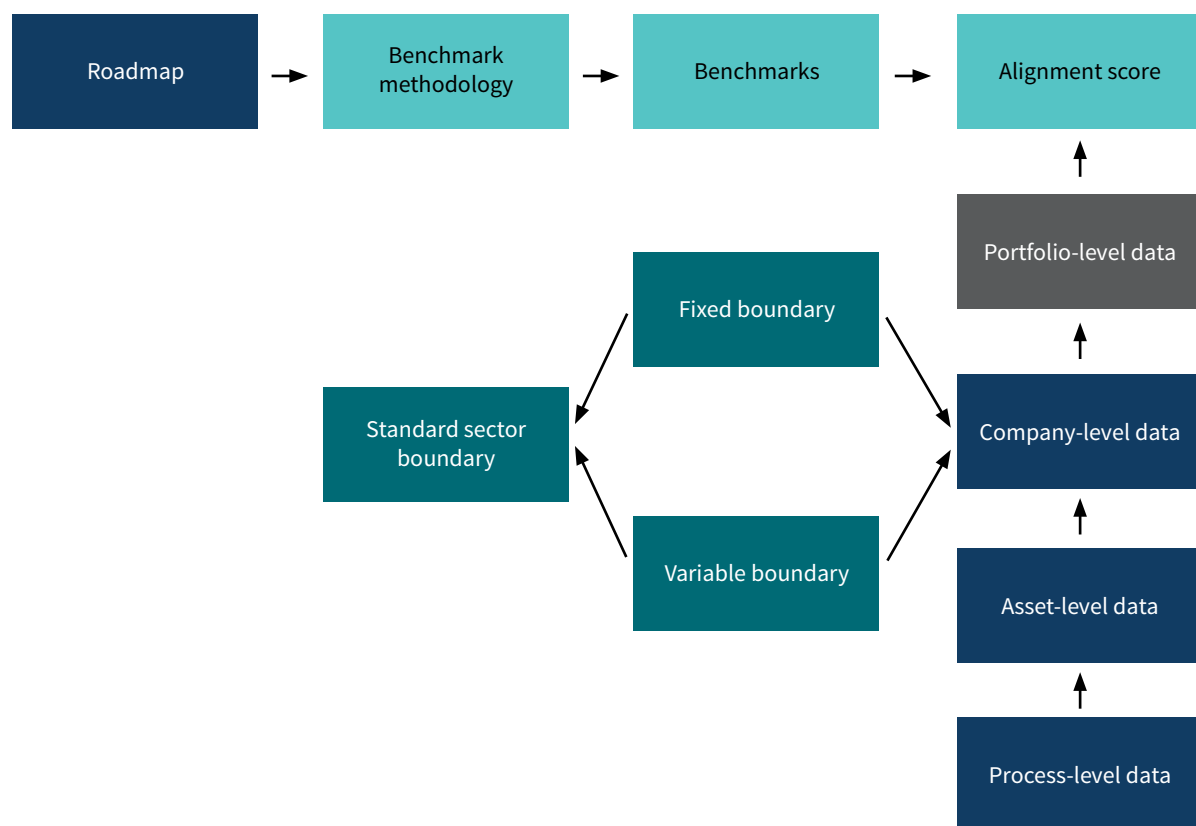 Roadmap
Benchmark
methodology
Benchmarks
Alignment score
Portfolio-level data
Fixed boundary
Standard sector
boundary
Company-level data
Variable boundary
Asset-level data
Process-level data